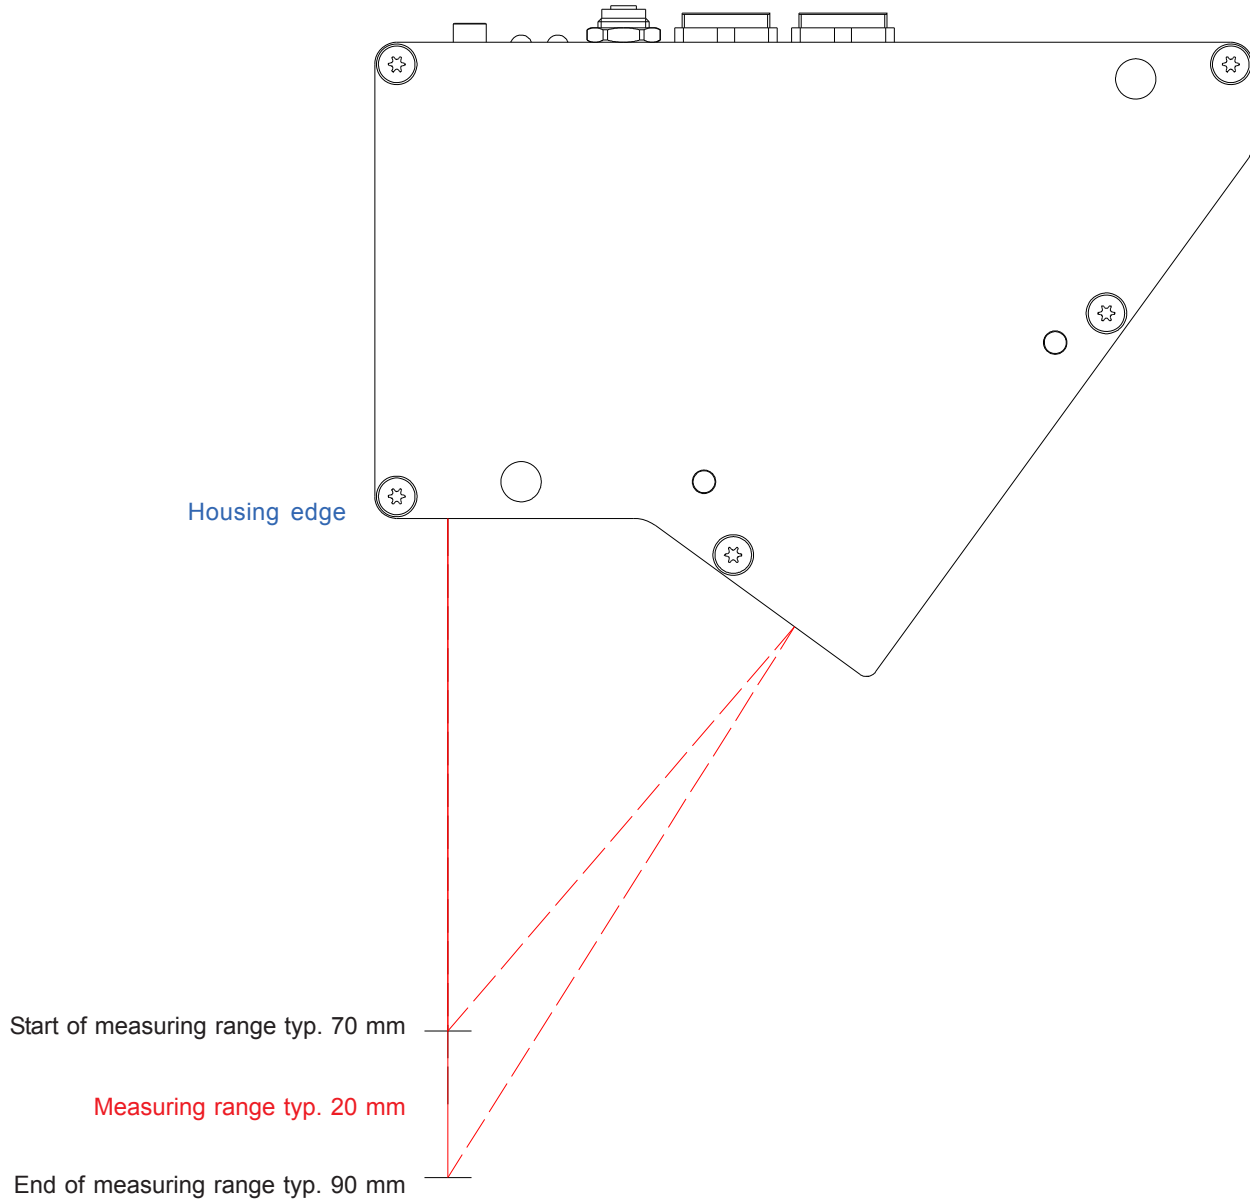 Housing edge
Start of measuring range typ. 70 mm
Measuring range typ. 20 mm
End of measuring range typ. 90 mm